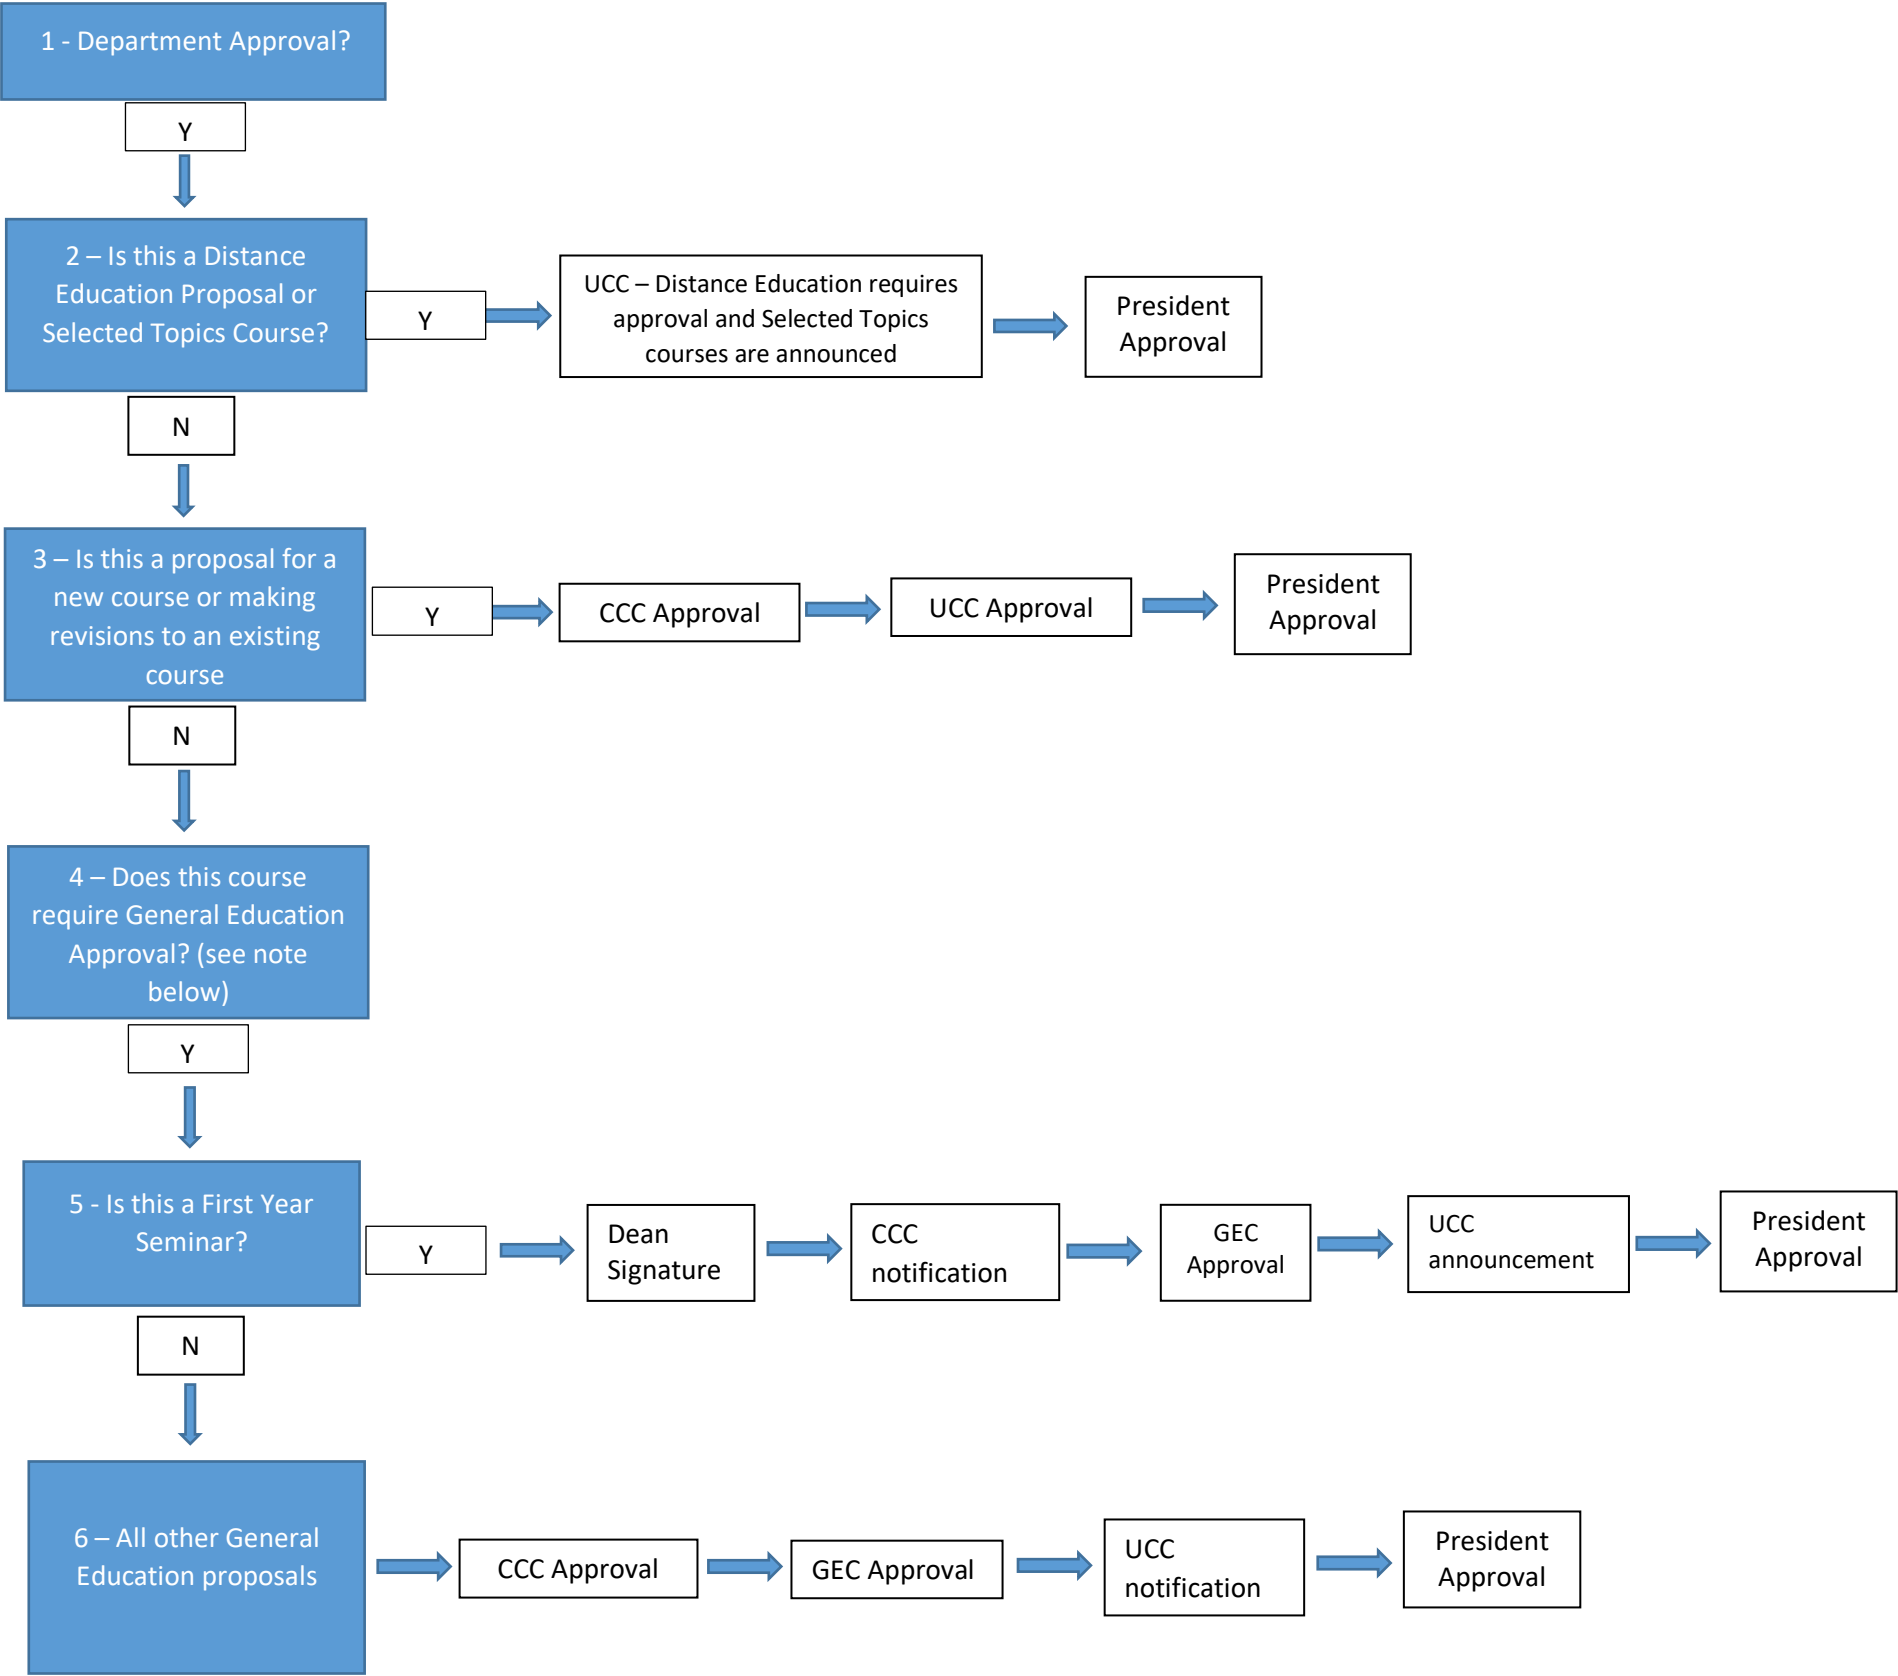 1 - Department Approval?
Y
2 – Is this a Distance
Education Proposal or
Selected Topics Course?
Y
UCC – Distance Education requires
approval and Selected Topics
courses are announced
President
Approval
N
3 – Is this a proposal for a
new course or making
revisions to an existing
course
Y
CCC Approval
UCC Approval
President
Approval
N
4 – Does this course
require General Education
Approval? (see note
below)
Y
5 - Is this a First Year
Seminar?
Y
Dean
Signature
CCC
notification
GEC
Approval
UCC
announcement
President
Approval
N
6 – All other General
Education proposals
CCC Approval
GEC Approval
UCC
notification
President
Approval